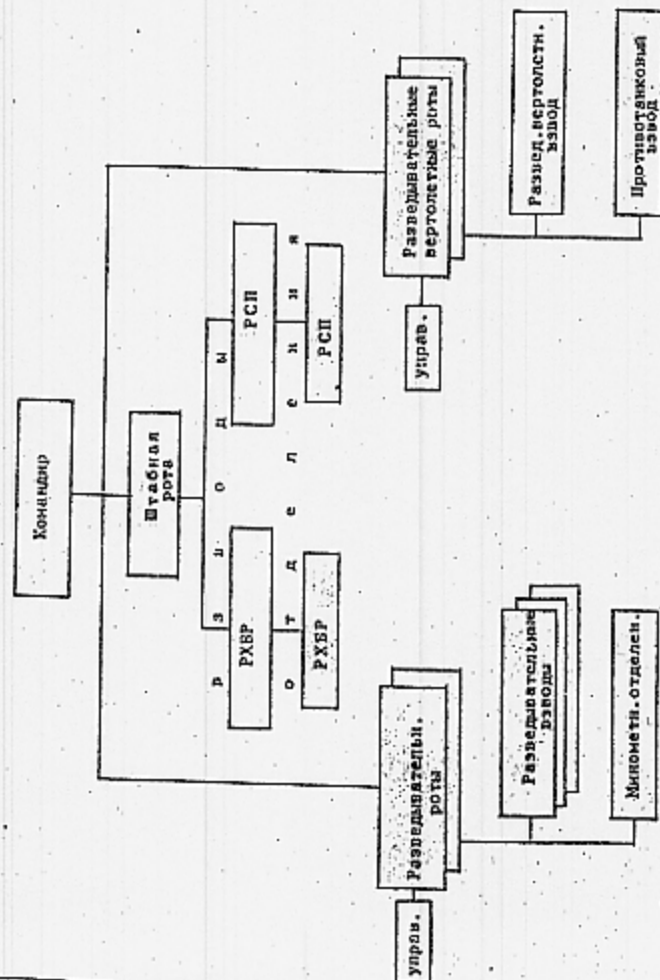 Командир
Штабная
рота
в з в о д ы
РХБР
РСП
о т д е л е н и я
РХБР
РСП
Разведывательн.
роты
управ.
Разведывательные
взводы
Минометн.отделен.
Разведывательные
вертолетные роты
управ.
Развед.вертолетн.
взвод
Противотанковый
взвод